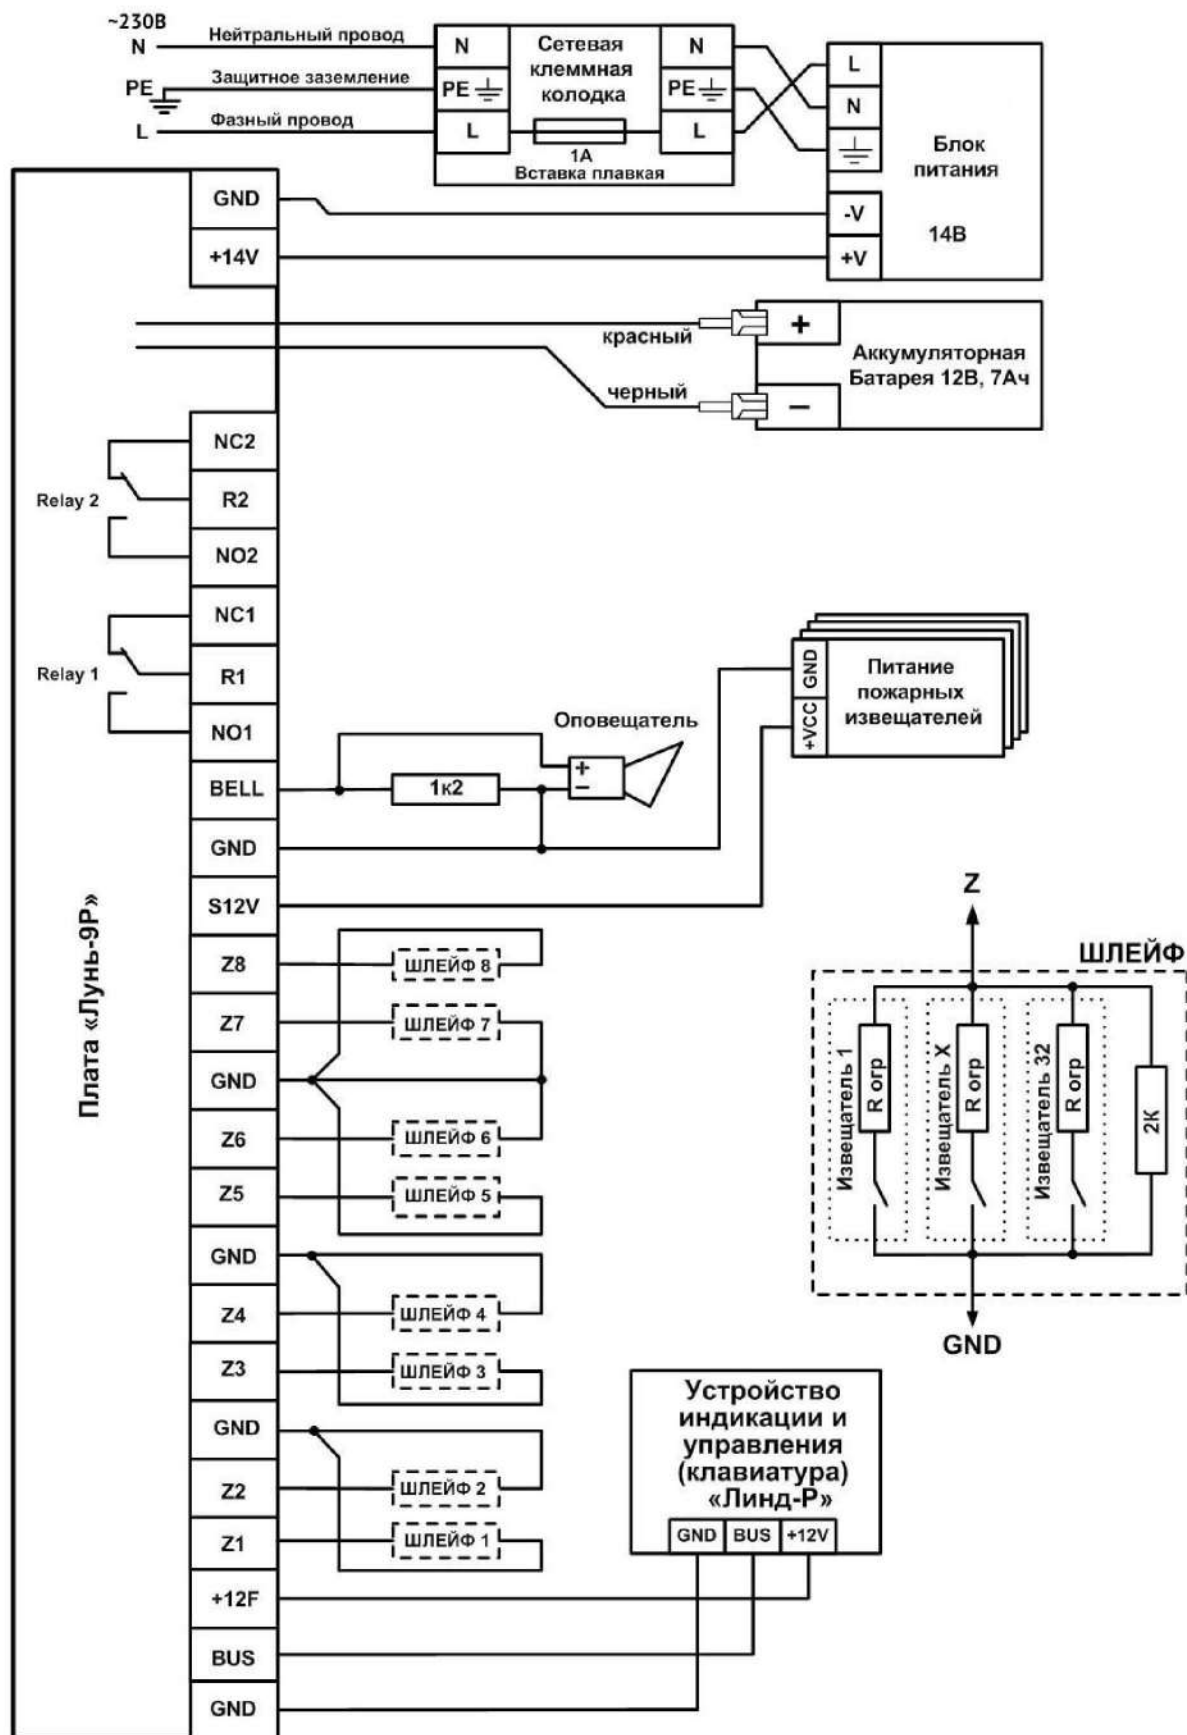 ~230В
N
Нейтральный провод
PE
Защитное заземление
L
Фазный провод
N
PE
L
Сетевая
клеммная
колодка
1А
Вставка плавкая
N
PE
L
L
N
Блок
питания
-V
14В
+V
GND
+14V
красный
+
черный
−
Аккумуляторная
Батарея 12В, 7Ач
NC2
Relay 2
R2
NO2
NC1
Relay 1
R1
NO1
BELL
GND
S12V
1к2
Оповещатель
+
−
GND
+VCC
Питание
пожарных
извещателей
Плата «Лунь-9Р»
Z8
ШЛЕЙФ 8
Z7
ШЛЕЙФ 7
GND
Z6
ШЛЕЙФ 6
Z5
ШЛЕЙФ 5
GND
Z4
ШЛЕЙФ 4
Z3
ШЛЕЙФ 3
GND
Z2
ШЛЕЙФ 2
Z1
ШЛЕЙФ 1
+12F
BUS
GND
Z
ШЛЕЙФ
Извещатель 1
R огр
Извещатель X
R огр
Извещатель 32
R огр
2К
GND
Устройство
индикации и
управления
(клавиатура)
«Линд-Р»
GND BUS +12V